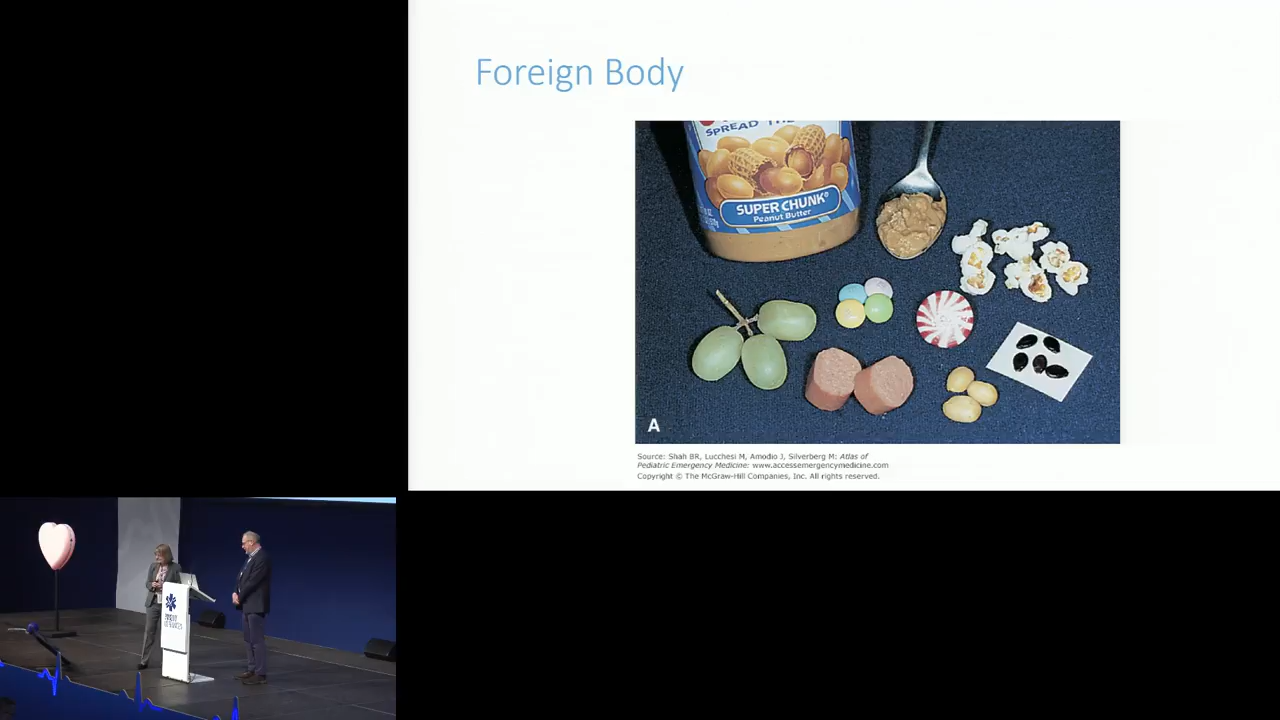 Foreign Body
SPREAD
SUPER CHUNK®
Peanut Butter
A
Source: Shah BR, Lucchesi M, Amodio J, Silverberg M: Atlas of
Pediatric Emergency Medicine: www.accessemergencymedicine.com
Copyright © The McGraw-Hill Companies, Inc. All rights reserved.